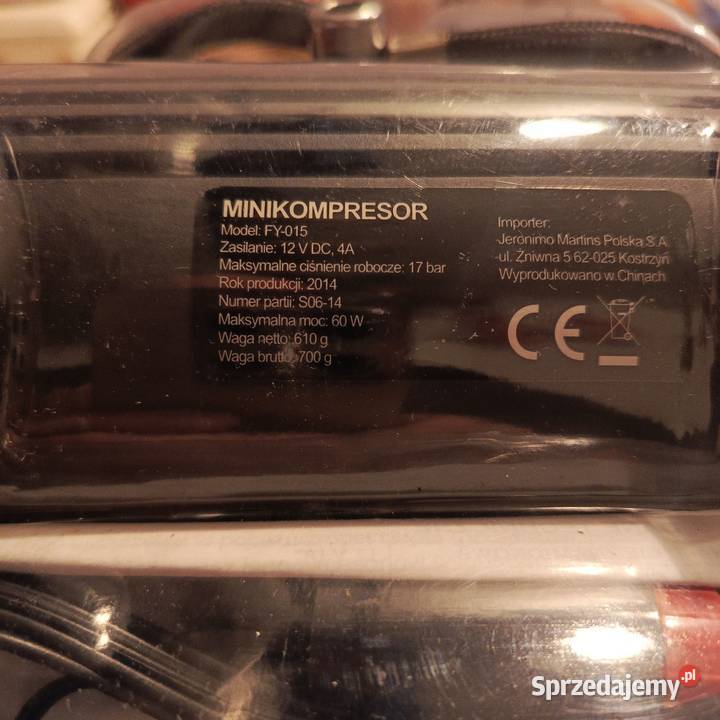 MINIKOMPRESOR
Model: FY-015
Zasilanie: 12 V DC, 4A
Maksymalne ciśnienie robocze: 17 bar
Rok produkcji: 2014
Numer partii: S06-14
Maksymalna moc: 60 W
Waga netto: 610 g
Waga brutto: 700 g
Importer:
Jeronimo Martins Polska S.A
ul. Żniwna 5 62-025 Kostrzyń
Wyprodukowano w Chinach
CE
Sprzedajemy.pl